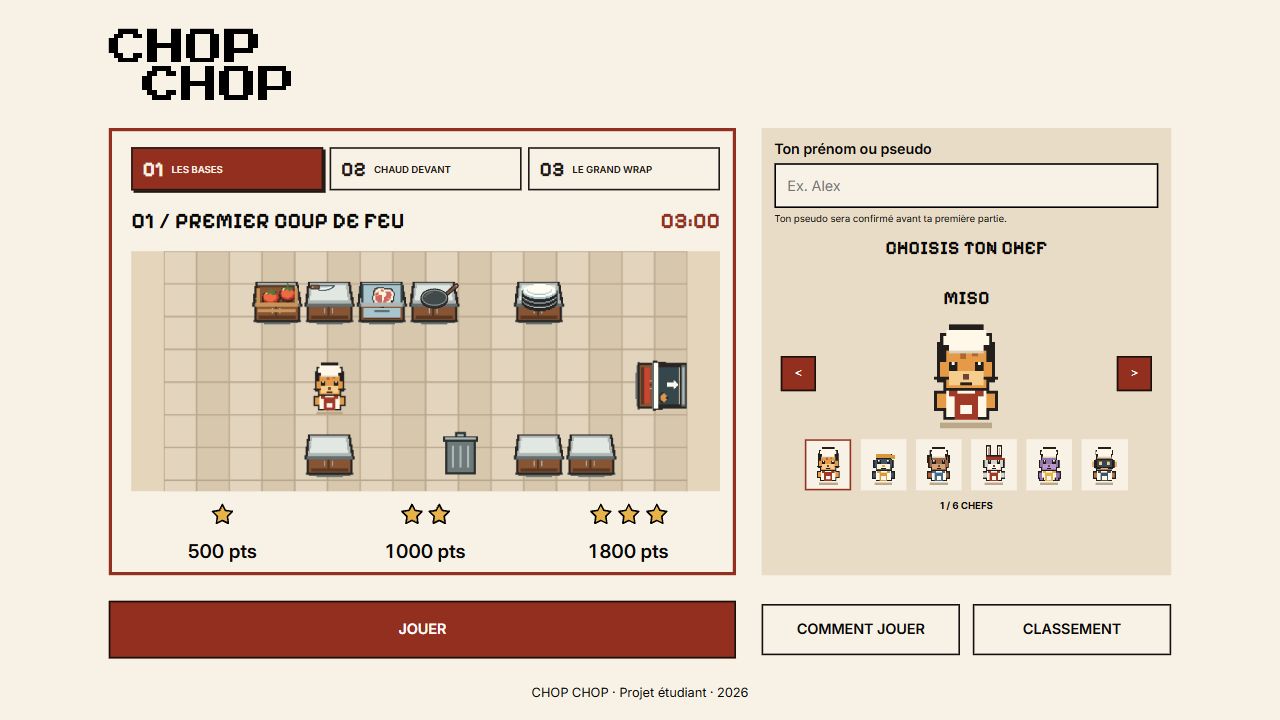 CHOP
CHOP
01 LES BASES
02 CHAUD DEVANT
03 LE GRAND WRAP
01 / PREMIER COUP DE FEU
03:00
500 pts
1000 pts
1800 pts
Ton prénom ou pseudo
Ex. Alex
Ton pseudo sera confirmé avant ta première partie.
CHOISIS TON CHEF
MISO
<
>
1 / 6 CHEFS
JOUER
COMMENT JOUER
CLASSEMENT
CHOP CHOP · Projet étudiant · 2026